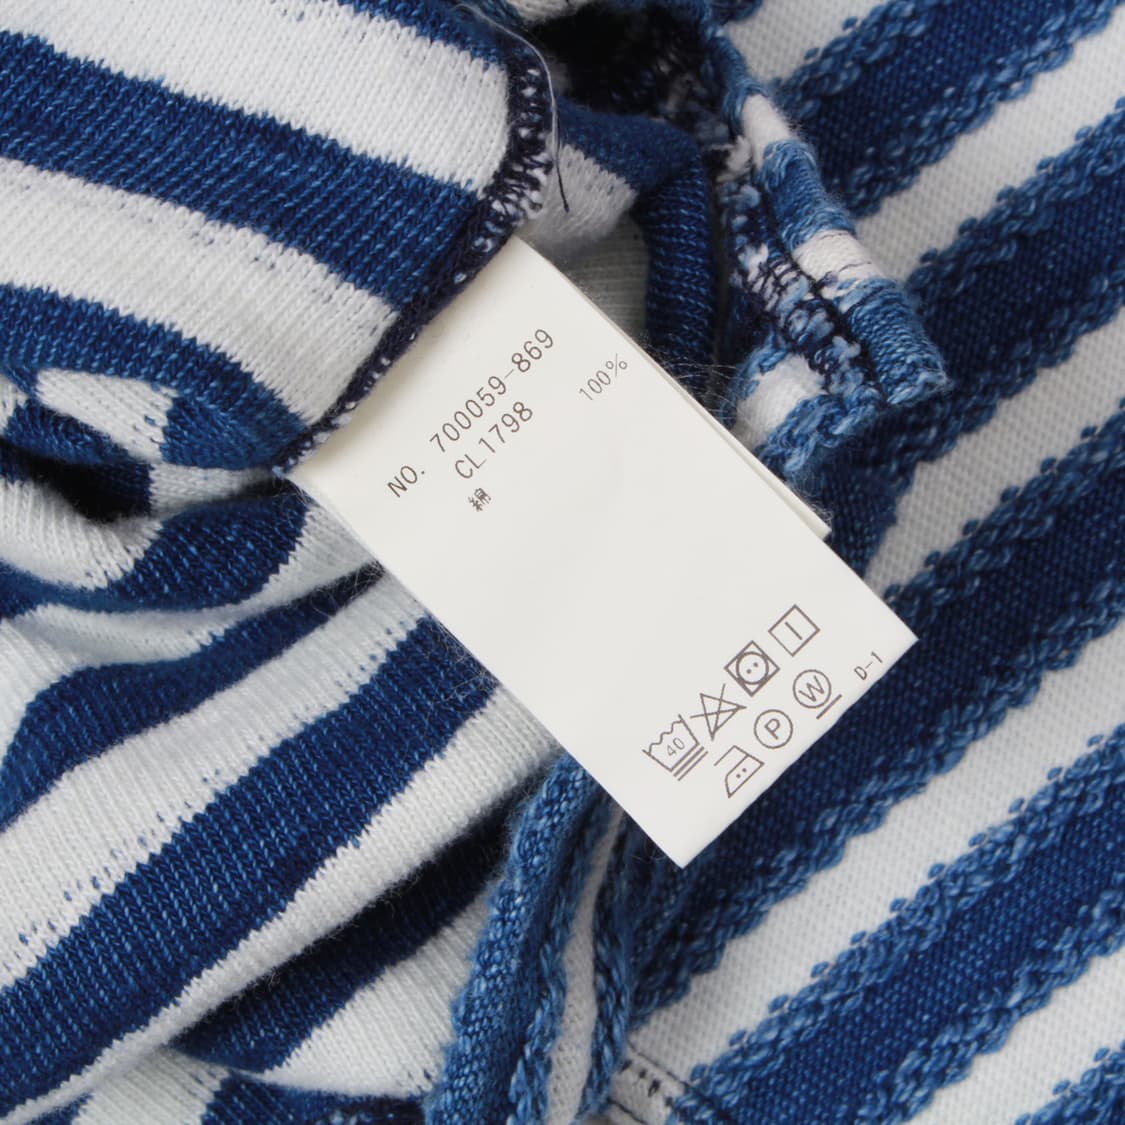 NO. 700059-869
CL1798
綿 100%
40
P W
D-1